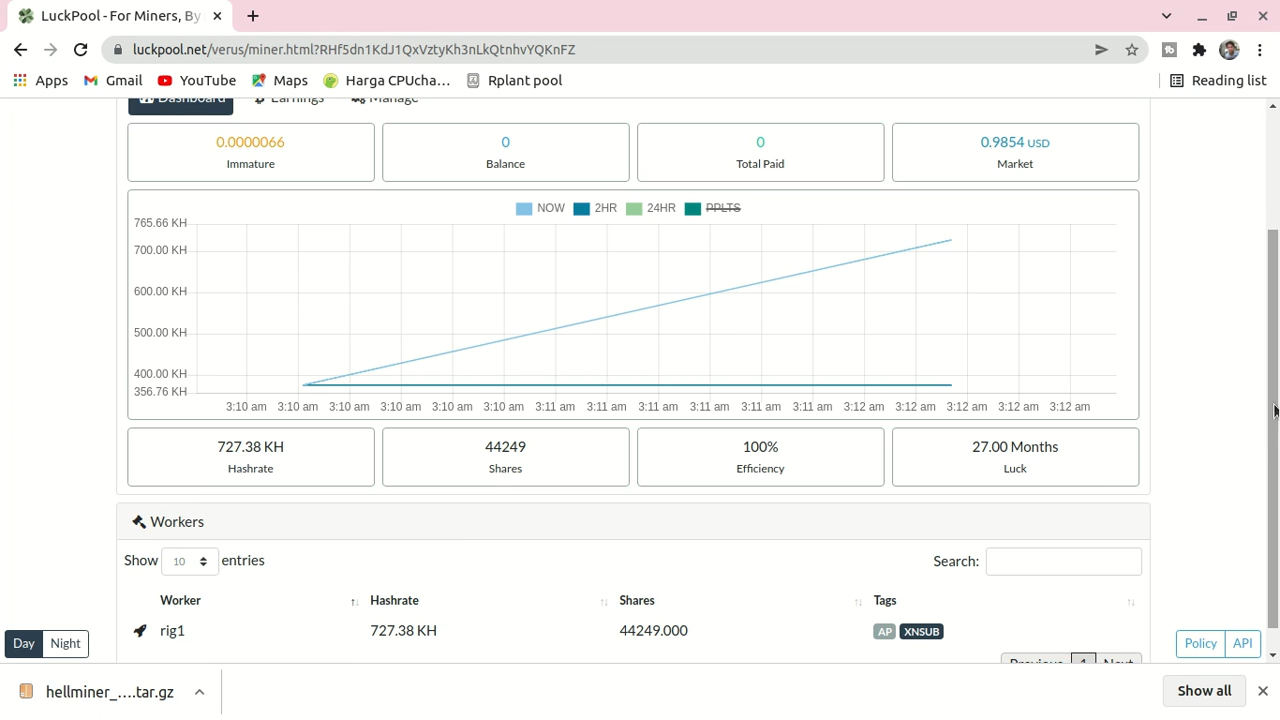 LuckPool - For Miners, By
luckpool.net/verus/miner.html?RHf5dn1KdJ1QxVztyKh3nLkQtnhvYQKnFZ
Apps Gmail YouTube Maps Harga CPUcha... Rplant pool Reading list
Dashboard Earnings Manage
0.0000066 0 0 0.9854 USD
Immature Balance Total Paid Market
NOW 2HR 24HR PPLTS
765.66 KH
700.00 KH
600.00 KH
500.00 KH
400.00 KH
356.76 KH
3:10 am 3:10 am 3:10 am 3:10 am 3:10 am 3:10 am 3:11 am 3:11 am 3:11 am 3:11 am 3:11 am 3:11 am 3:12 am 3:12 am 3:12 am 3:12 am 3:12 am
727.38 KH 44249 100% 27.00 Months
Hashrate Shares Efficiency Luck
Workers
Show 10 entries Search:
Worker Hashrate Shares Tags
rig1 727.38 KH 44249.000 AP XNSUB
Day Night Policy API
Previous 1 Next
hellminer_....tar.gz Show all